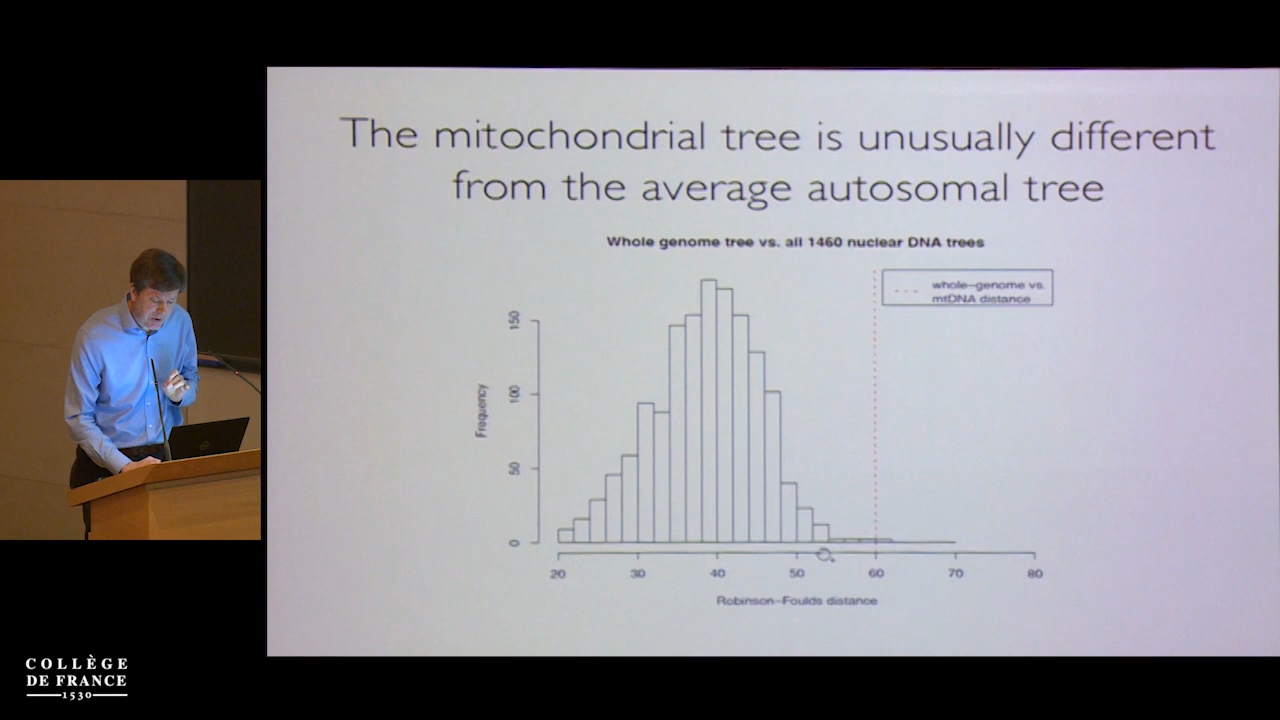 The mitochondrial tree is unusually different
from the average autosomal tree
Whole genome tree vs. all 1460 nuclear DNA trees
whole-genome vs.
mtDNA distance
Frequency
150
100
50
0
20 30 40 50 60 70 80
Robinson-Foulds distance
COLLÈGE
DE FRANCE
1530